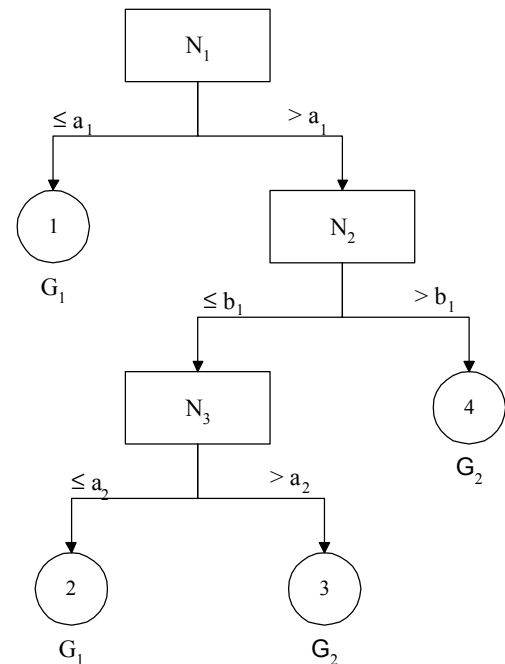 N₁
≤ a₁ > a₁
1
N₂
G₁
≤ b₁ > b₁
N₃
4
G₂
≤ a₂ > a₂
2 3
G₁ G₂